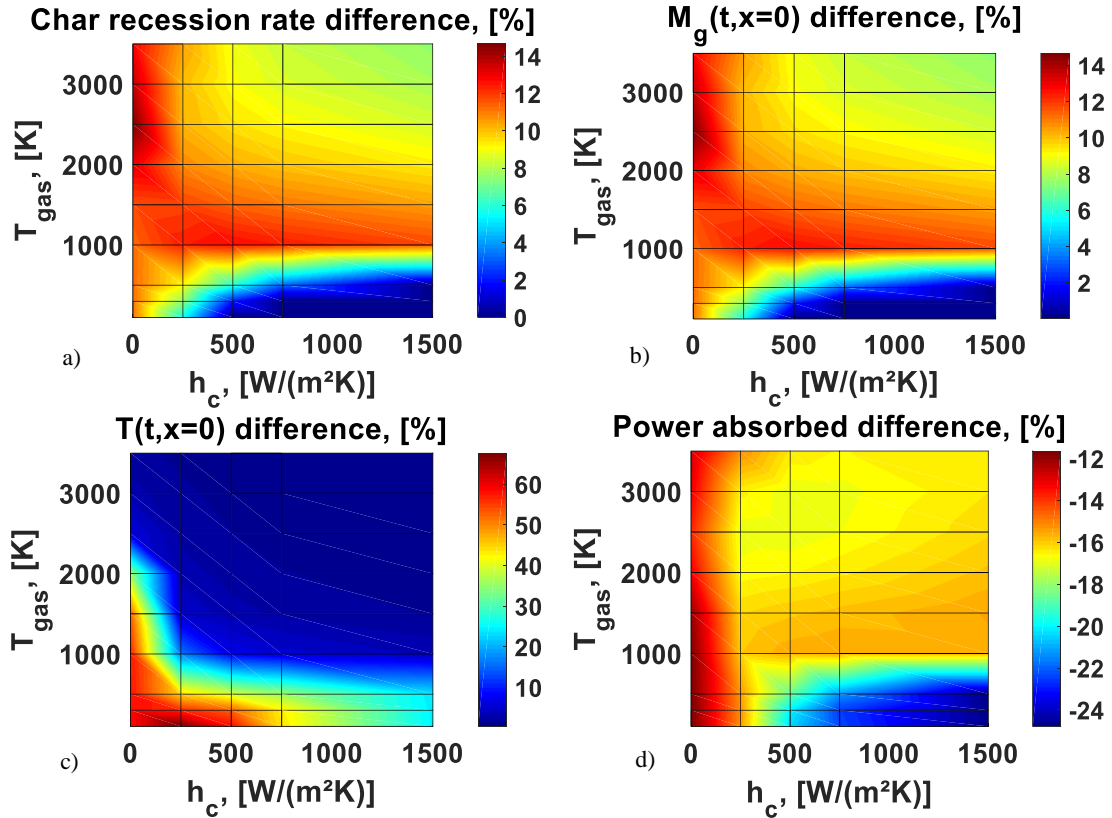 Char recession rate difference, [%]
3000
2000
1000
T_gas, [K]
0 500 1000 1500
h_c, [W/(m²K)]
14
12
10
8
6
4
2
0
a)
M_g(t,x=0) difference, [%]
3000
2000
1000
T_gas, [K]
0 500 1000 1500
h_c, [W/(m²K)]
14
12
10
8
6
4
2
b)
T(t,x=0) difference, [%]
3000
2000
1000
T_gas, [K]
0 500 1000 1500
h_c, [W/(m²K)]
60
50
40
30
20
10
c)
Power absorbed difference, [%]
3000
2000
1000
T_gas, [K]
0 500 1000 1500
h_c, [W/(m²K)]
-12
-14
-16
-18
-20
-22
-24
d)